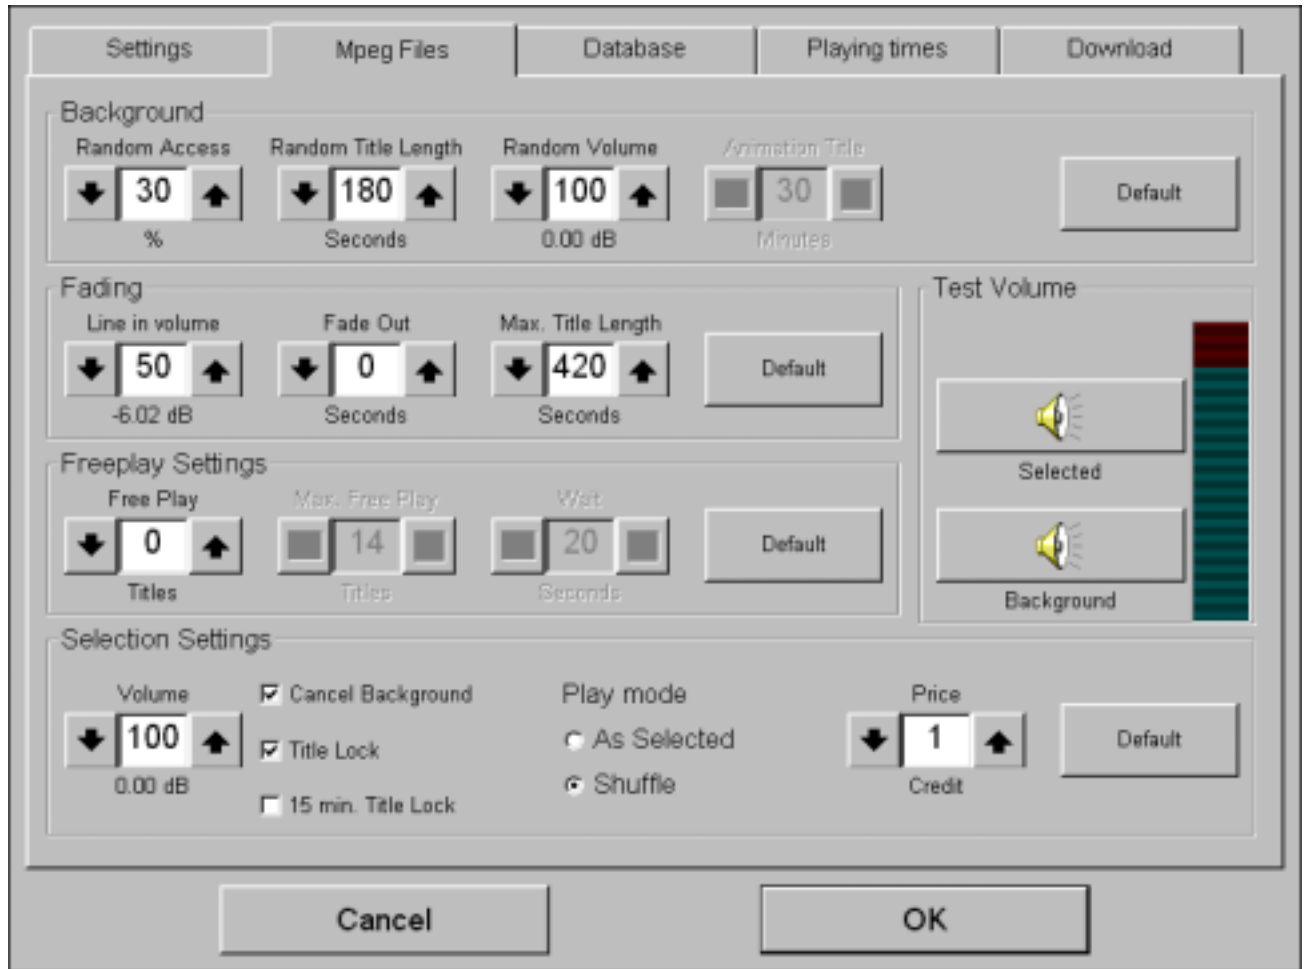 Settings Mpeg Files Database Playing times Download
Background
Random Access Random Title Length Random Volume Animation Title
30 180 100 30 Default
% Seconds 0.00 dB Minutes
Fading Test Volume
Line in volume Fade Out Max. Title Length
50 0 420 Default
-6.02 dB Seconds Seconds
Selected
Freeplay Settings
Free Play Max. Free Play Wait
0 14 20 Default
Titles Titles Seconds
Background
Selection Settings
Volume Cancel Background Play mode Price
100 Title Lock As Selected 1 Default
0.00 dB 15 min. Title Lock Shuffle Credit
Cancel OK